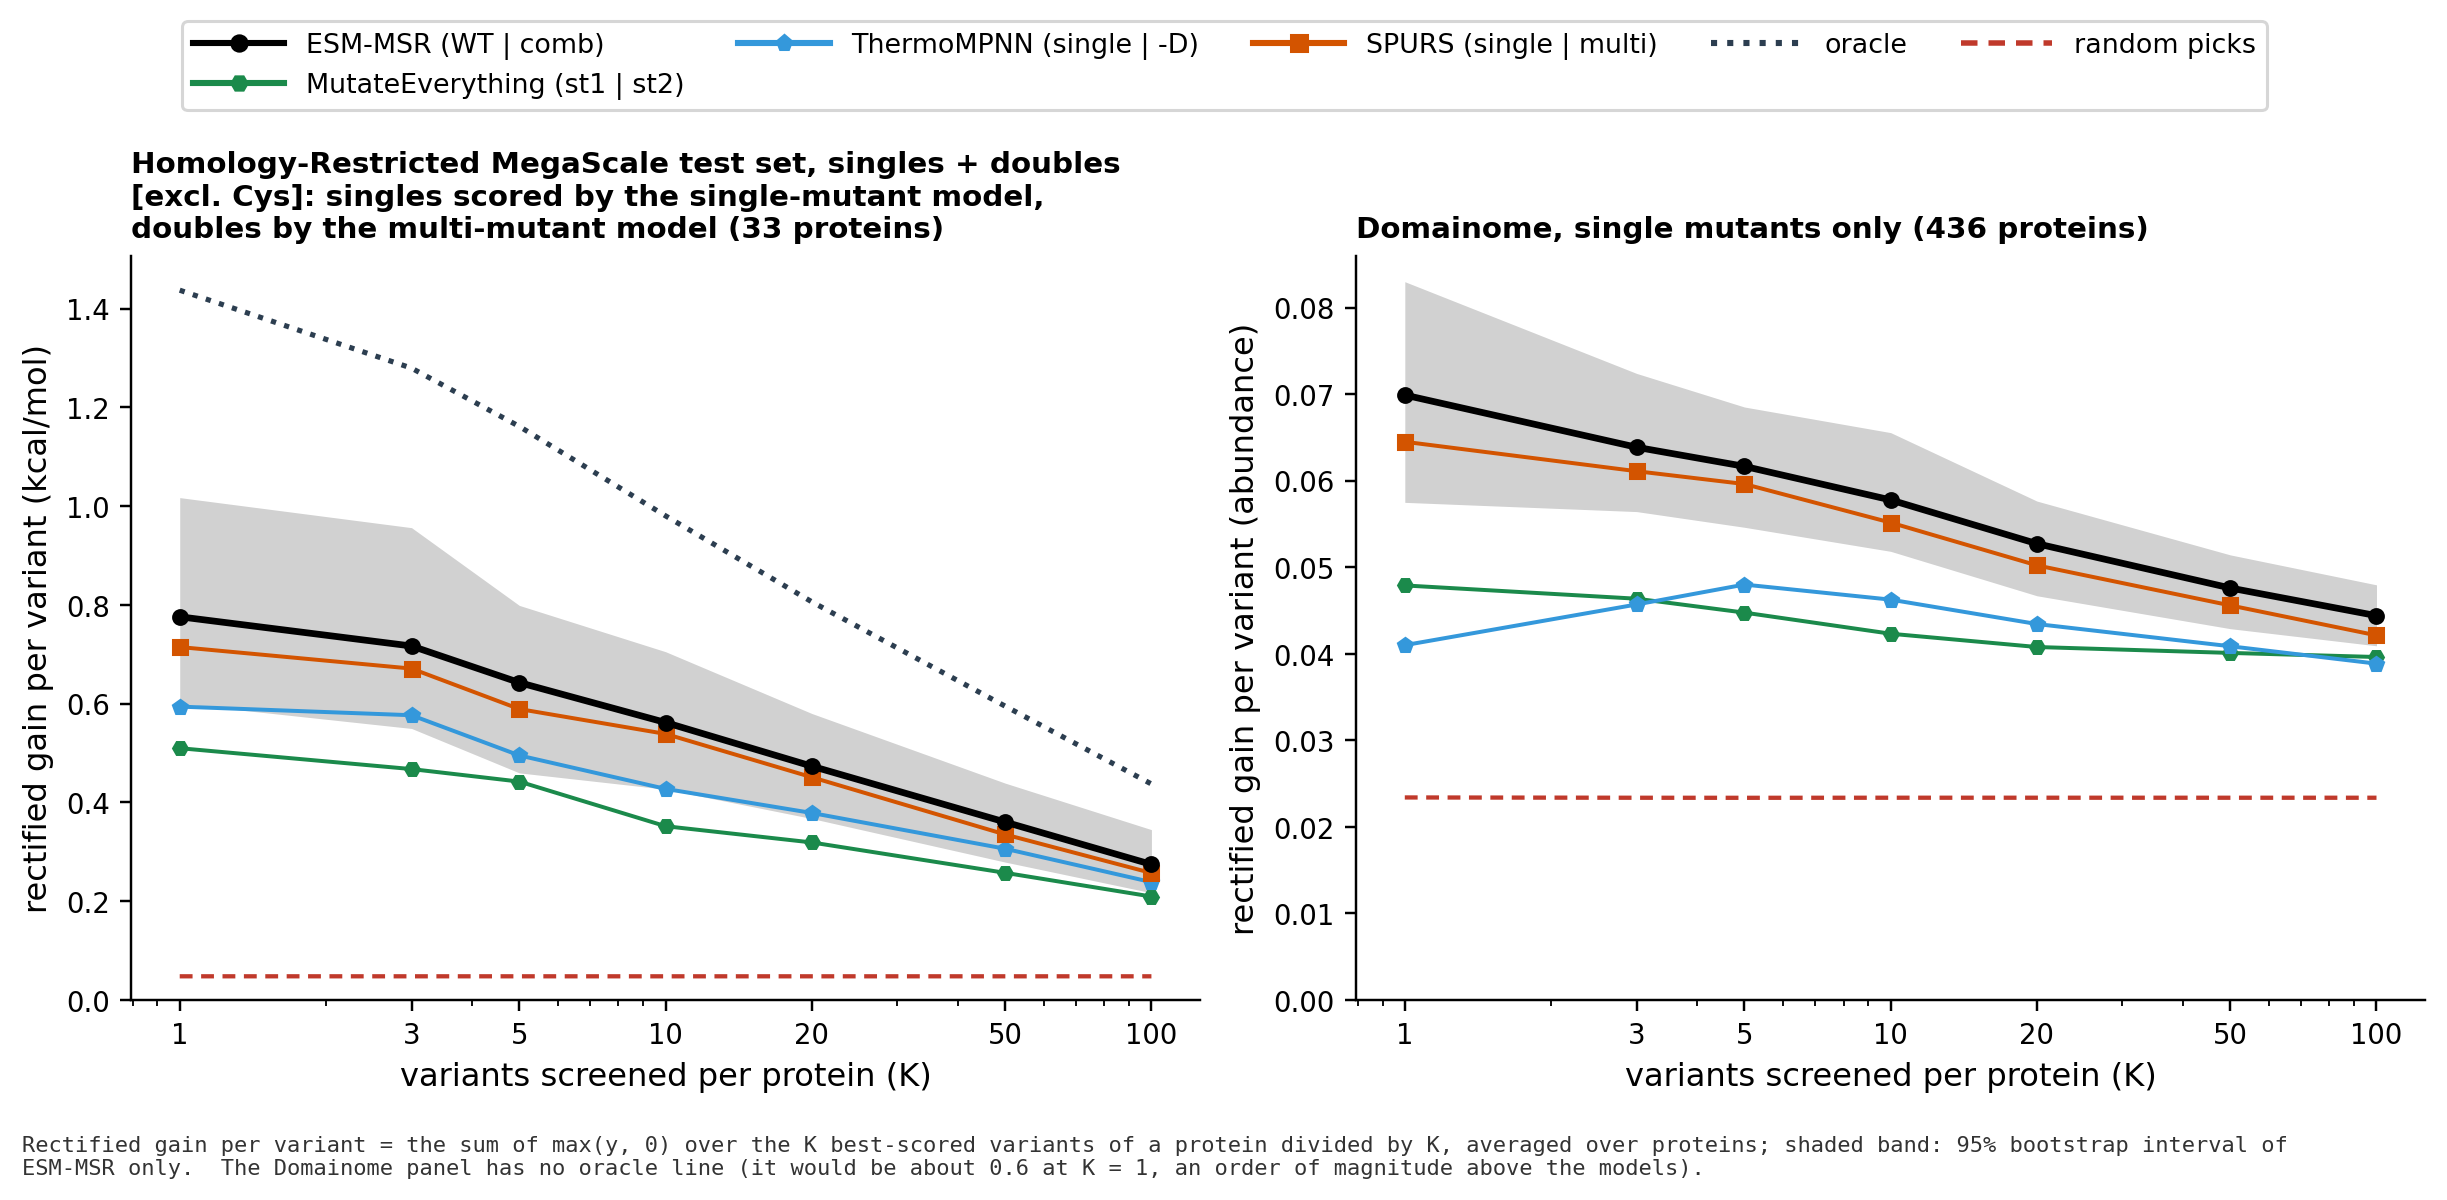 ESM-MSR (WT | comb)
MutateEverything (st1 | st2)
ThermoMPNN (single | -D)
SPURS (single | multi)
oracle
random picks
Homology-Restricted MegaScale test set, singles + doubles
[excl. Cys]: singles scored by the single-mutant model,
doubles by the multi-mutant model (33 proteins)
rectified gain per variant (kcal/mol)
1.4
1.2
1.0
0.8
0.6
0.4
0.2
0.0
1 3 5 10 20 50 100
variants screened per protein (K)
Domainome, single mutants only (436 proteins)
rectified gain per variant (abundance)
0.08
0.07
0.06
0.05
0.04
0.03
0.02
0.01
0.00
1 3 5 10 20 50 100
variants screened per protein (K)
Rectified gain per variant = the sum of max(y, 0) over the K best-scored variants of a protein divided by K, averaged over proteins; shaded band: 95% bootstrap interval of
ESM-MSR only.  The Domainome panel has no oracle line (it would be about 0.6 at K = 1, an order of magnitude above the models).